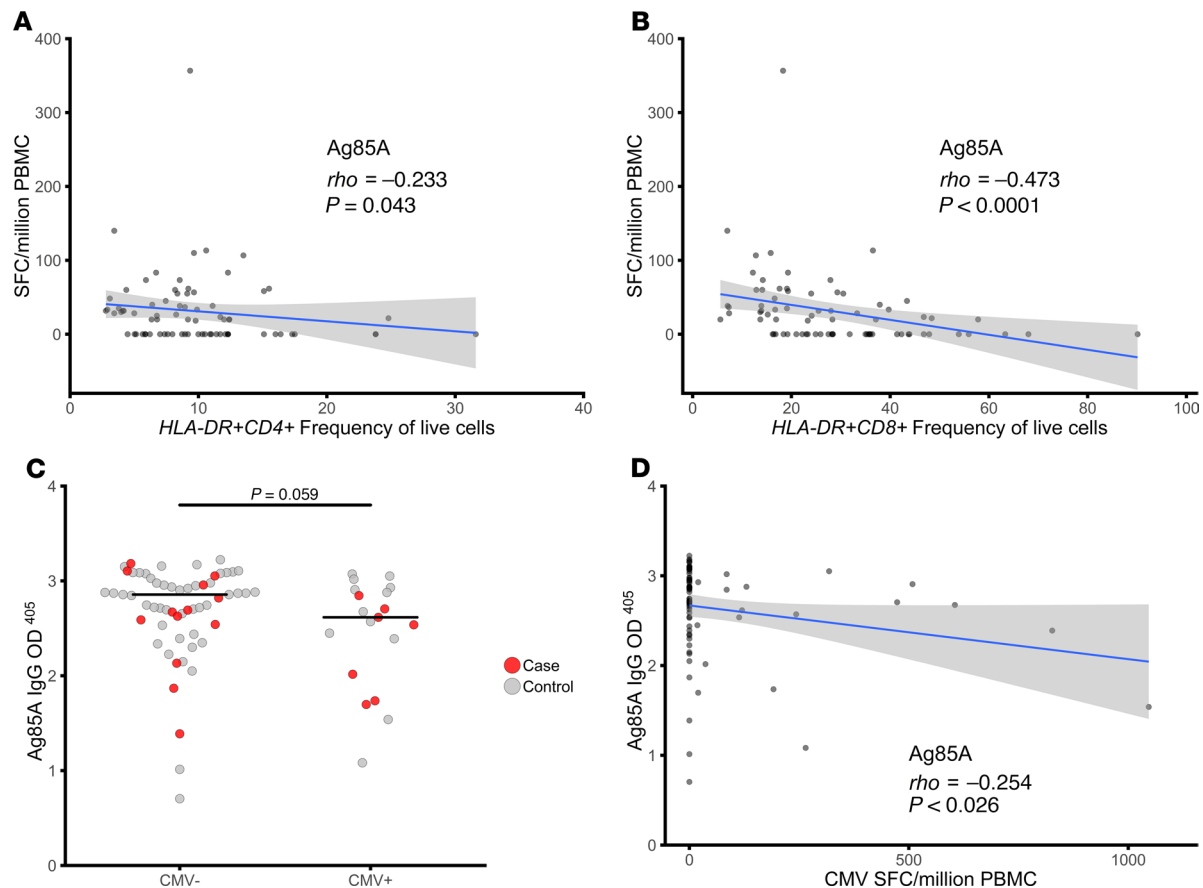 A
400
300
200
100
0
SFC/million PBMC
Ag85A
rho = –0.233
P = 0.043
0 10 20 30 40
HLA-DR+CD4+ Frequency of live cells
B
400
300
200
100
0
SFC/million PBMC
Ag85A
rho = –0.473
P < 0.0001
0 20 40 60 80 100
HLA-DR+CD8+ Frequency of live cells
C
4
3
2
1
0
Ag85A IgG OD 405
P = 0.059
CMV- CMV+
Case
Control
D
4
3
2
1
0
Ag85A IgG OD 405
Ag85A
rho = –0.254
P < 0.026
0 500 1000
CMV SFC/million PBMC